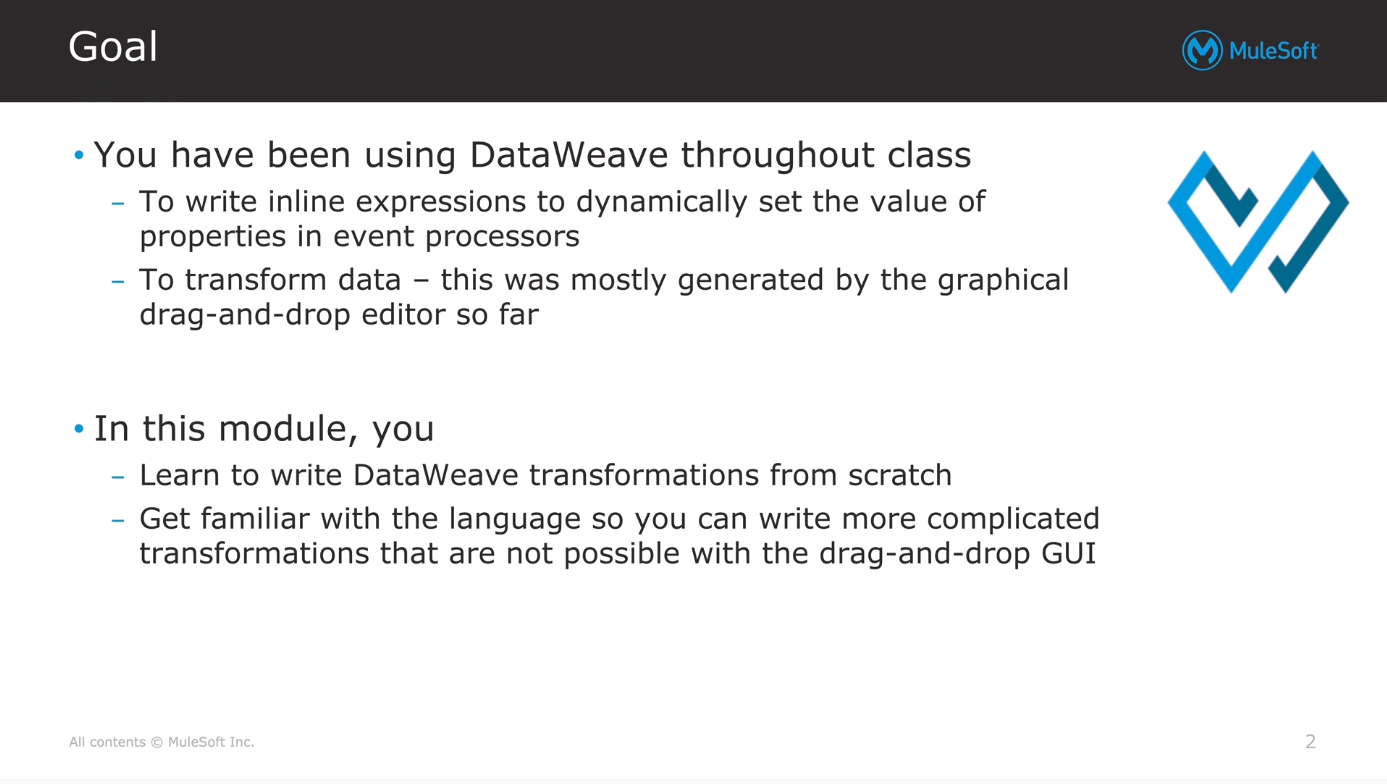 Goal
MuleSoft
• You have been using DataWeave throughout class
– To write inline expressions to dynamically set the value of
properties in event processors
– To transform data – this was mostly generated by the graphical
drag-and-drop editor so far
• In this module, you
– Learn to write DataWeave transformations from scratch
– Get familiar with the language so you can write more complicated
transformations that are not possible with the drag-and-drop GUI
All contents © MuleSoft Inc.
2